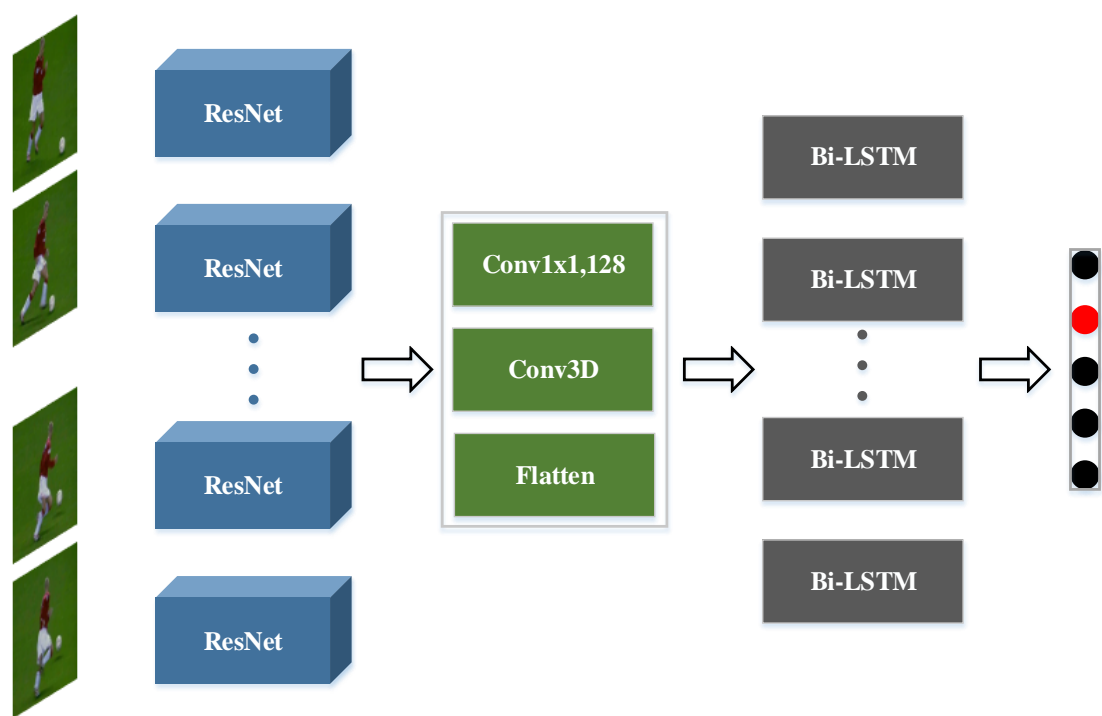 ResNet
ResNet
ResNet
ResNet
Conv1x1,128
Conv3D
Flatten
Bi-LSTM
Bi-LSTM
Bi-LSTM
Bi-LSTM